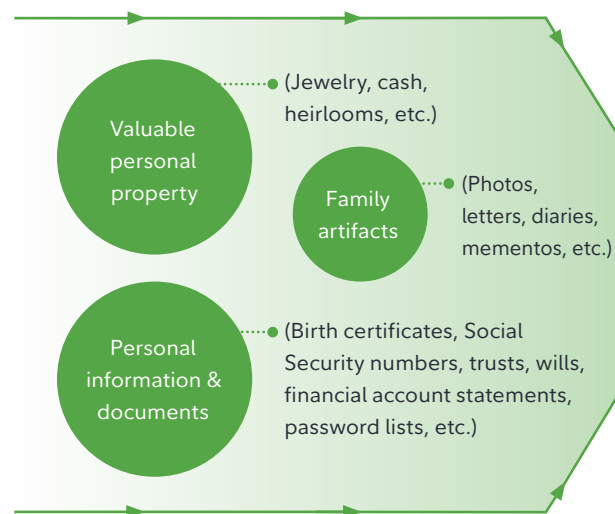 Valuable
personal
property
(Jewelry, cash,
heirlooms, etc.)
Family
artifacts
(Photos,
letters, diaries,
mementos, etc.)
Personal
information &
documents
(Birth certificates, Social
Security numbers, trusts, wills,
financial account statements,
password lists, etc.)